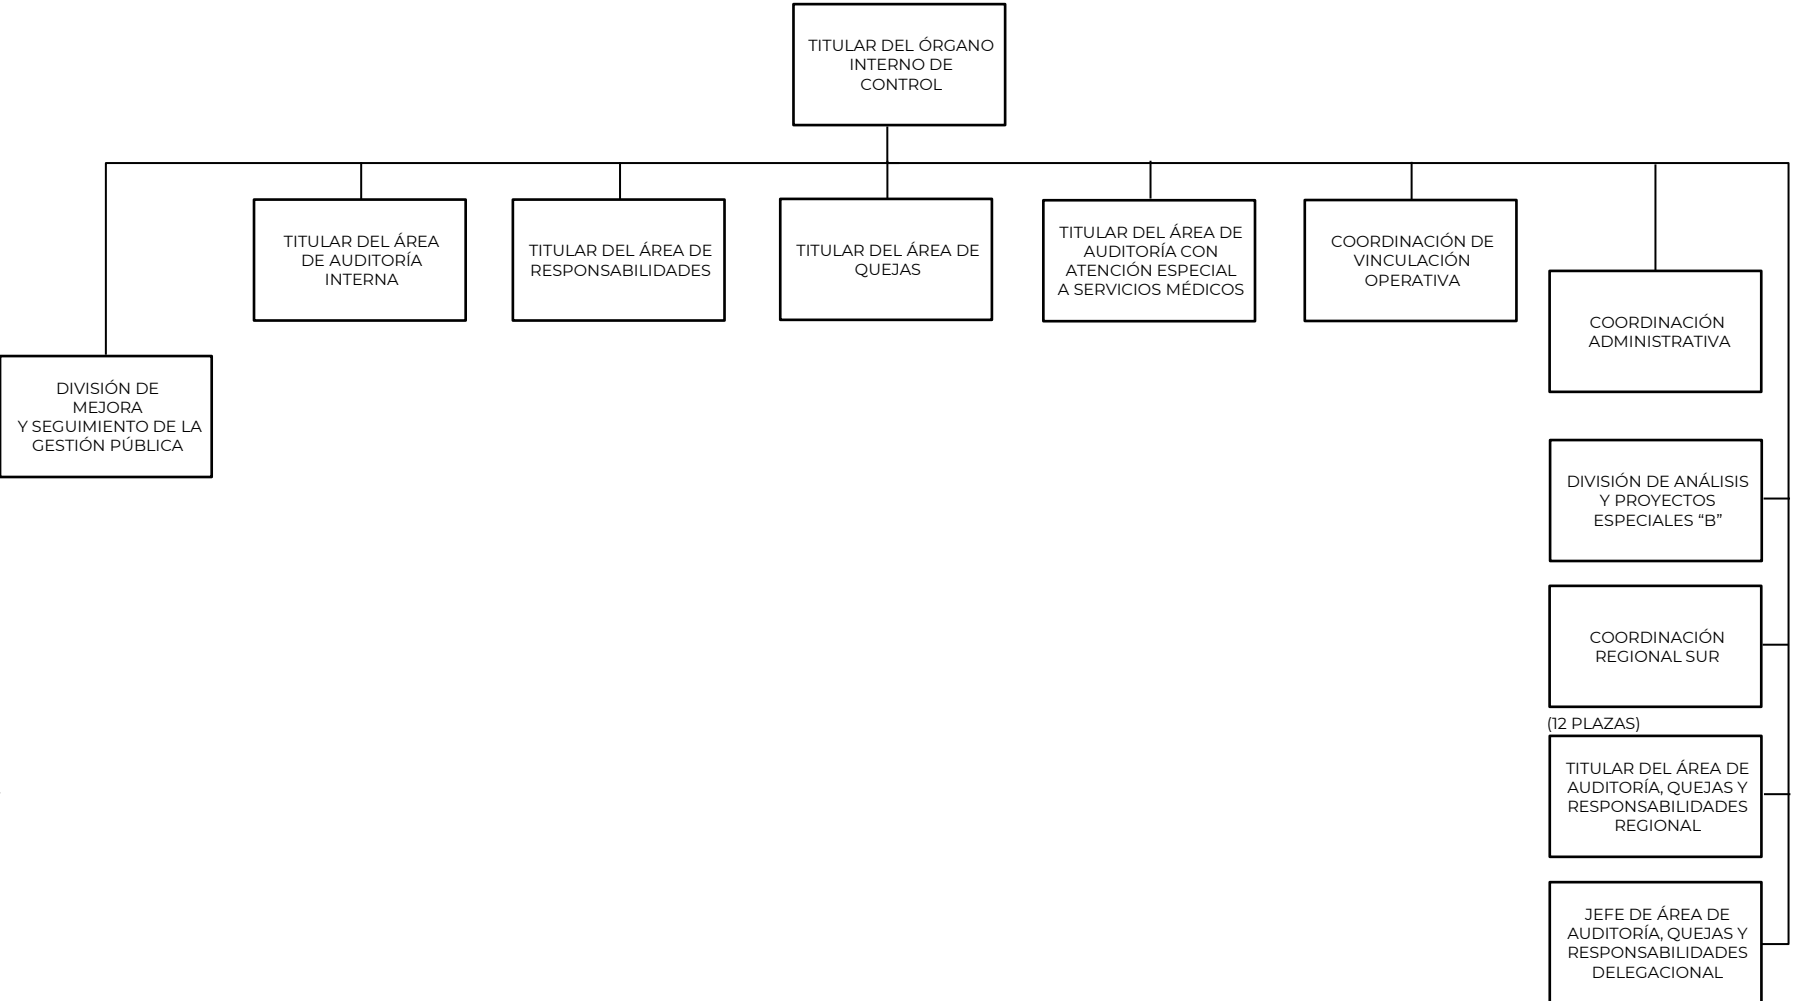 TITULAR DEL ÓRGANO
INTERNO DE
CONTROL
TITULAR DEL ÁREA
DE AUDITORÍA
INTERNA
TITULAR DEL ÁREA DE
RESPONSABILIDADES
TITULAR DEL ÁREA DE
QUEJAS
TITULAR DEL ÁREA DE
AUDITORÍA CON
ATENCIÓN ESPECIAL
A SERVICIOS MÉDICOS
COORDINACIÓN DE
VINCULACIÓN
OPERATIVA
COORDINACIÓN
ADMINISTRATIVA
DIVISIÓN DE
MEJORA
Y SEGUIMIENTO DE LA
GESTIÓN PÚBLICA
DIVISIÓN DE ANÁLISIS
Y PROYECTOS
ESPECIALES “B”
COORDINACIÓN
REGIONAL SUR
(12 PLAZAS)
TITULAR DEL ÁREA DE
AUDITORÍA, QUEJAS Y
RESPONSABILIDADES
REGIONAL
JEFE DE ÁREA DE
AUDITORÍA, QUEJAS Y
RESPONSABILIDADES
DELEGACIONAL